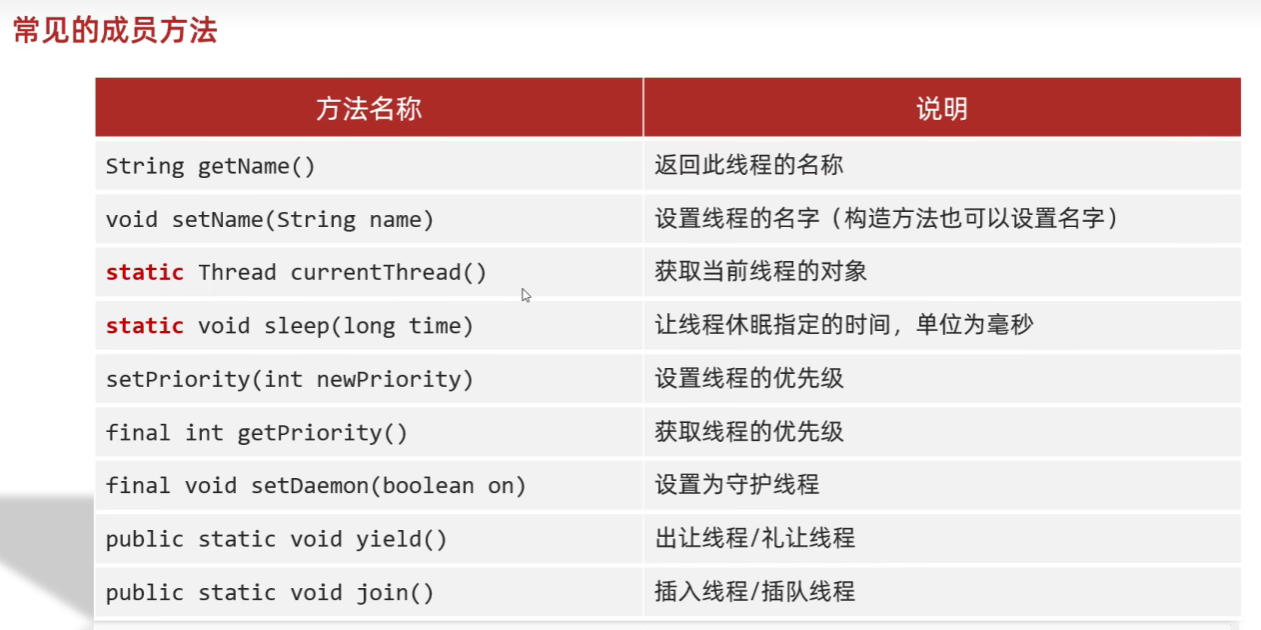 常见的成员方法
方法名称 说明
String getName() 返回此线程的名称
void setName(String name) 设置线程的名字（构造方法也可以设置名字）
static Thread currentThread() 获取当前线程的对象
static void sleep(long time) 让线程休眠指定的时间，单位为毫秒
setPriority(int newPriority) 设置线程的优先级
final int getPriority() 获取线程的优先级
final void setDaemon(boolean on) 设置为守护线程
public static void yield() 出让线程/礼让线程
public static void join() 插入线程/插队线程